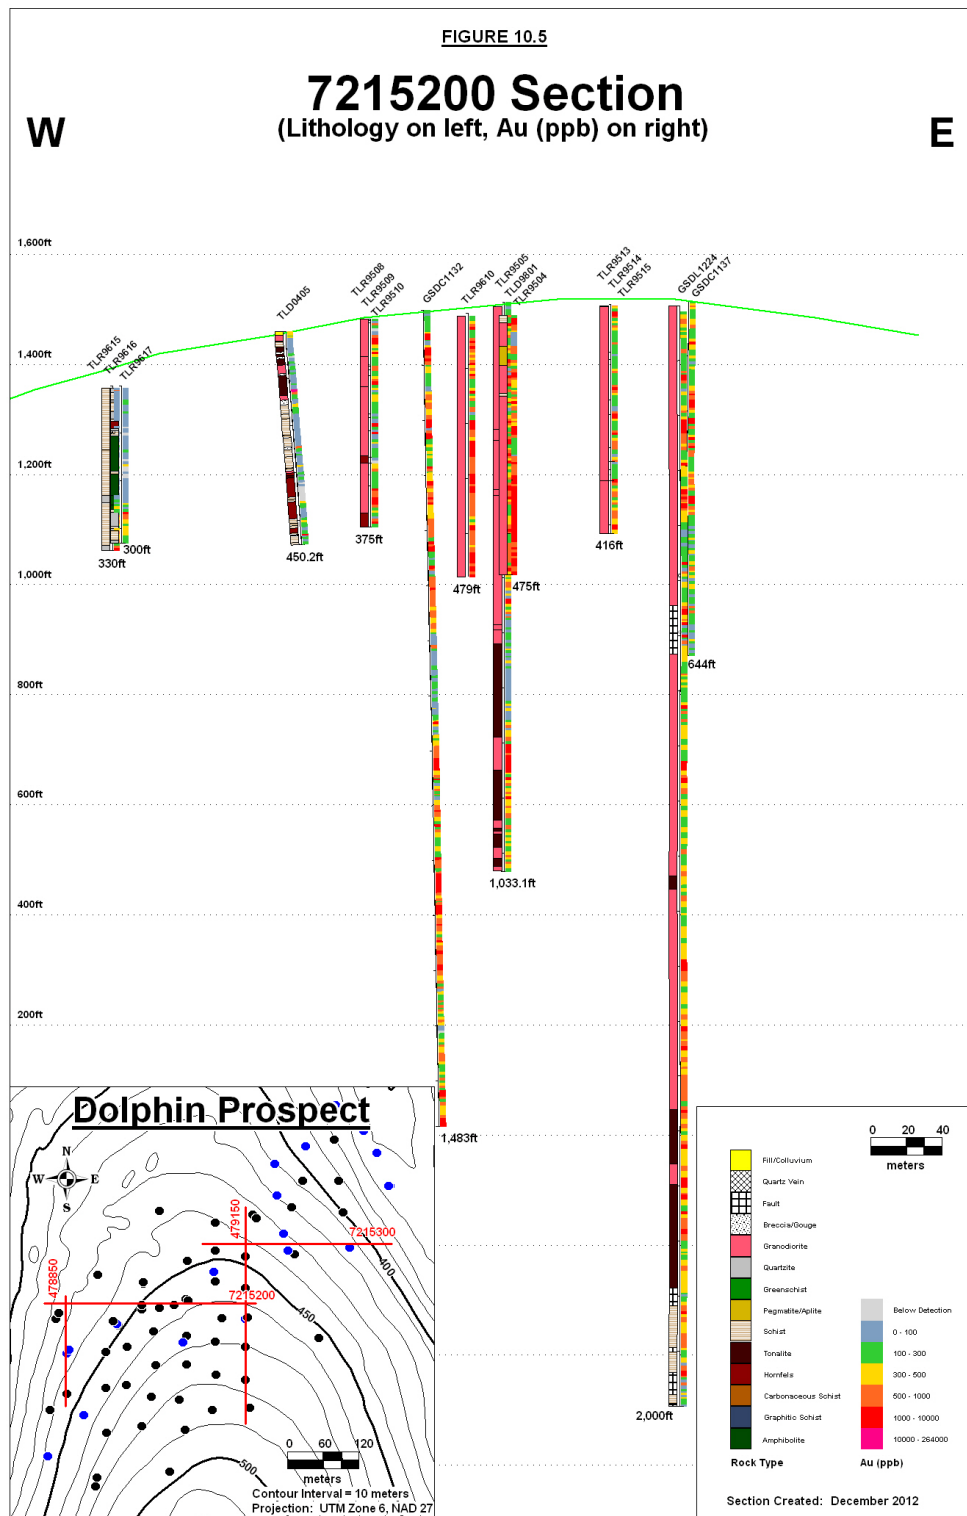 FIGURE 10.5
7215200 Section
(Lithology on left, Au (ppb) on right)
W
E
1,600ft
1,400ft
1,200ft
1,000ft
800ft
600ft
400ft
200ft
TLR9615
TLR9616
TLR9617
TLD0405
TLR9508
TLR9509
TLR9510
GSDC1132
TLR9610
TLR9505
TLD9801
TLR9504
TLR9513
TLR9514
TLR9515
GSDL1224
GSDC1137
330ft
300ft
450.2ft
375ft
479ft
475ft
416ft
644ft
1,033.1ft
1,483ft
2,000ft
Dolphin Prospect
N
W E
S
478850
479150
7215300
7215200
400
450
500
0 60 120
meters
Contour Interval = 10 meters
Projection: UTM Zone 6, NAD 27
0 20 40
meters
Fill/Colluvium
Quartz Vein
Fault
Breccia/Gouge
Granodiorite
Quartzite
Greenschist
Pegmatite/Aplite
Schist
Tonalite
Hornfels
Carbonaceous Schist
Graphitic Schist
Amphibolite
Rock Type
Below Detection
0 - 100
100 - 300
300 - 500
500 - 1000
1000 - 10000
10000 - 264000
Au (ppb)
Section Created: December 2012